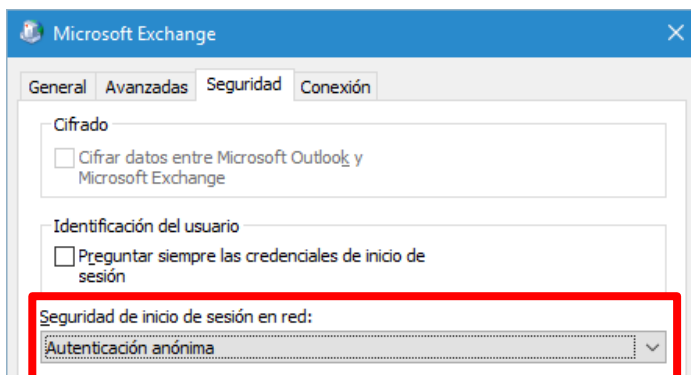 Microsoft Exchange
General Avanzadas Seguridad Conexión
Cifrado
Cifrar datos entre Microsoft Outlook y
Microsoft Exchange
Identificación del usuario
Preguntar siempre las credenciales de inicio de
sesión
Seguridad de inicio de sesión en red:
Autenticación anónima